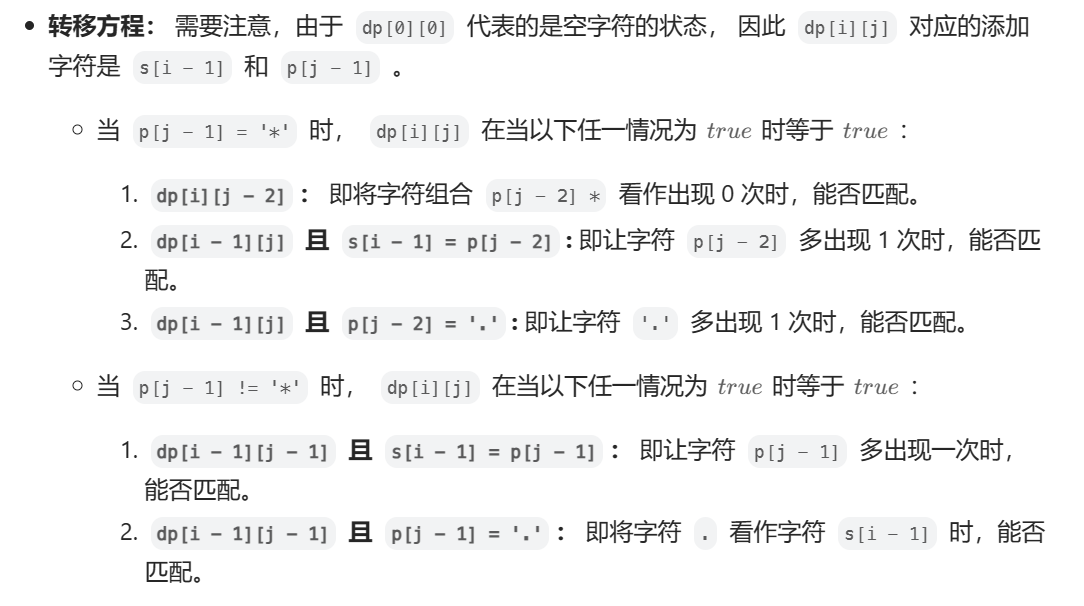 • 转移方程： 需要注意，由于 dp[0][0] 代表的是空字符的状态， 因此 dp[i][j] 对应的添加
字符是 s[i - 1] 和 p[j - 1] 。
○ 当 p[j - 1] = '*' 时， dp[i][j] 在当以下任一情况为 true 时等于 true ：
1. dp[i][j - 2] ： 即将字符组合 p[j - 2] * 看作出现 0 次时，能否匹配。
2. dp[i - 1][j] 且 s[i - 1] = p[j - 2] : 即让字符 p[j - 2] 多出现 1 次时，能否匹
配。
3. dp[i - 1][j] 且 p[j - 2] = '.' : 即让字符 '.' 多出现 1 次时，能否匹配。
○ 当 p[j - 1] != '*' 时， dp[i][j] 在当以下任一情况为 true 时等于 true ：
1. dp[i - 1][j - 1] 且 s[i - 1] = p[j - 1] ： 即让字符 p[j - 1] 多出现一次时，
能否匹配。
2. dp[i - 1][j - 1] 且 p[j - 1] = '.' ： 即将字符 . 看作字符 s[i - 1] 时，能否
匹配。